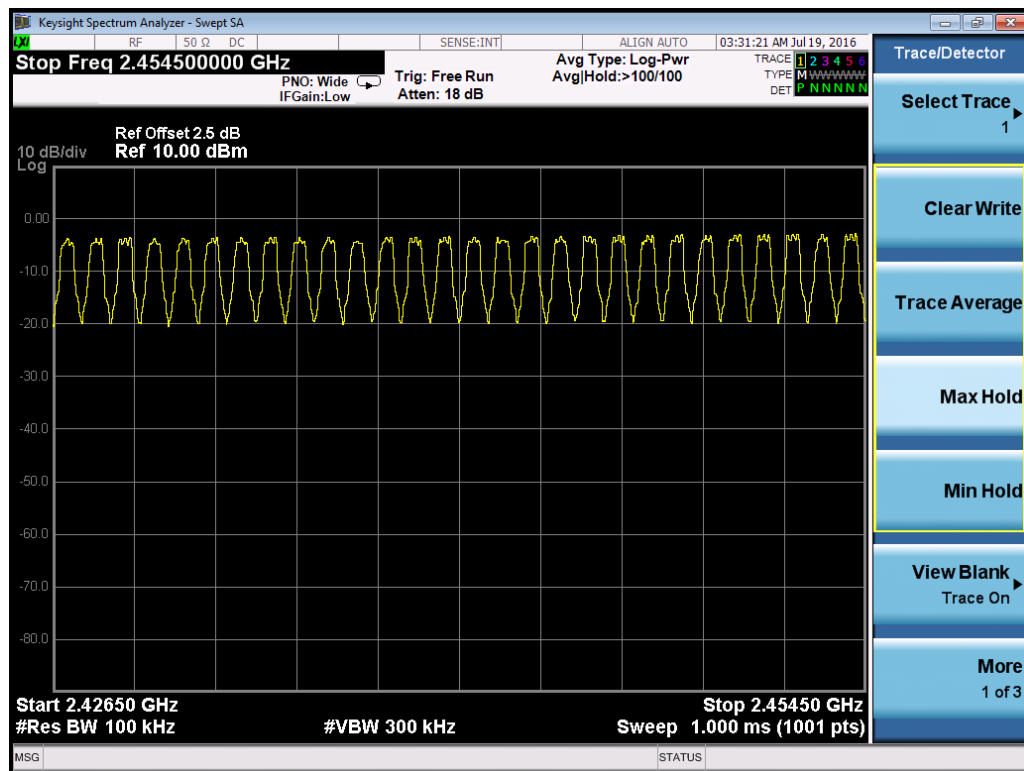 Keysight Spectrum Analyzer - Swept SA
LXI RF 50 Ω DC SENSE:INT ALIGN AUTO 03:31:21 AM Jul 19, 2016
Stop Freq 2.454500000 GHz
PNO: Wide
IFGain:Low
Trig: Free Run
Atten: 18 dB
Avg Type: Log-Pwr
Avg|Hold:>100/100
TRACE 1 2 3 4 5 6
TYPE M WWWWW
DET P N N N N N
Ref Offset 2.5 dB
10 dB/div Ref 10.00 dBm
Log
0.00
-10.0
-20.0
-30.0
-40.0
-50.0
-60.0
-70.0
-80.0
Start 2.42650 GHz Stop 2.45450 GHz
#Res BW 100 kHz #VBW 300 kHz Sweep 1.000 ms (1001 pts)
MSG STATUS
Trace/Detector
Select Trace
1
Clear Write
Trace Average
Max Hold
Min Hold
View Blank
Trace On
More
1 of 3